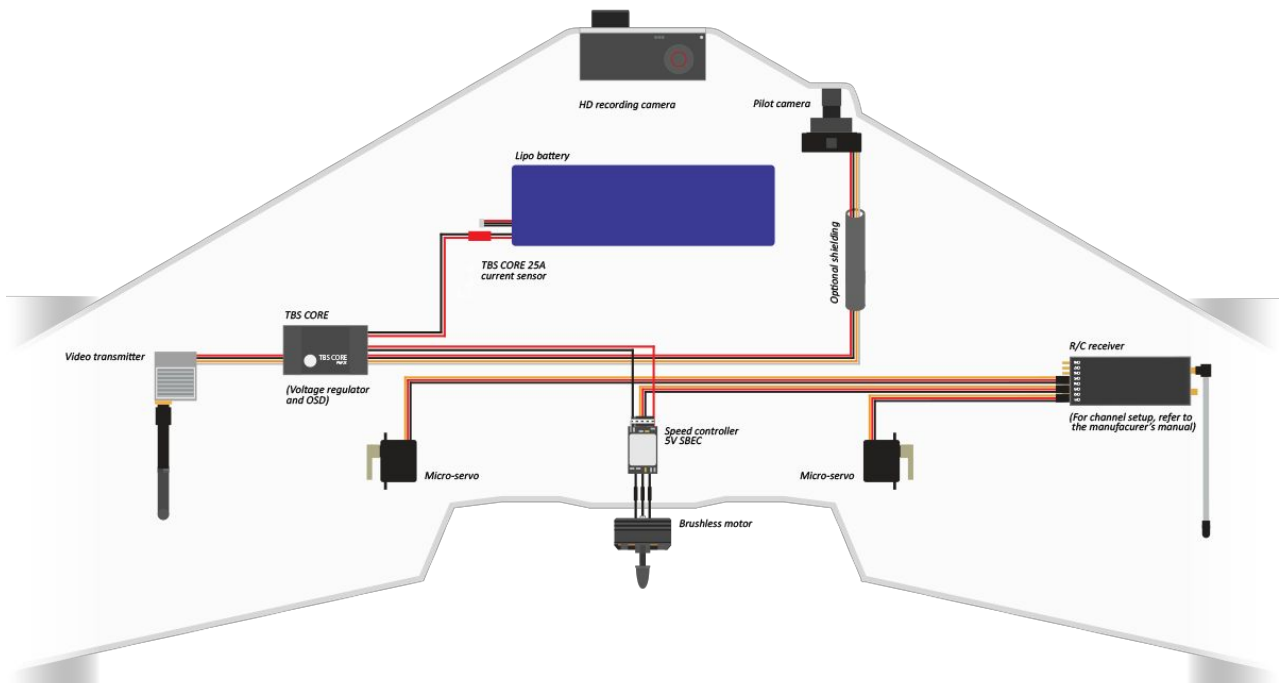 HD recording camera
Pilot camera
Lipo battery
TBS CORE 25A
current sensor
Optional shielding
TBS CORE
Video transmitter
TBS CORE
(Voltage regulator
and OSD)
R/C receiver
(For channel setup, refer to
the manufacurer's manual)
Speed controller
5V SBEC
Micro-servo
Micro-servo
Brushless motor